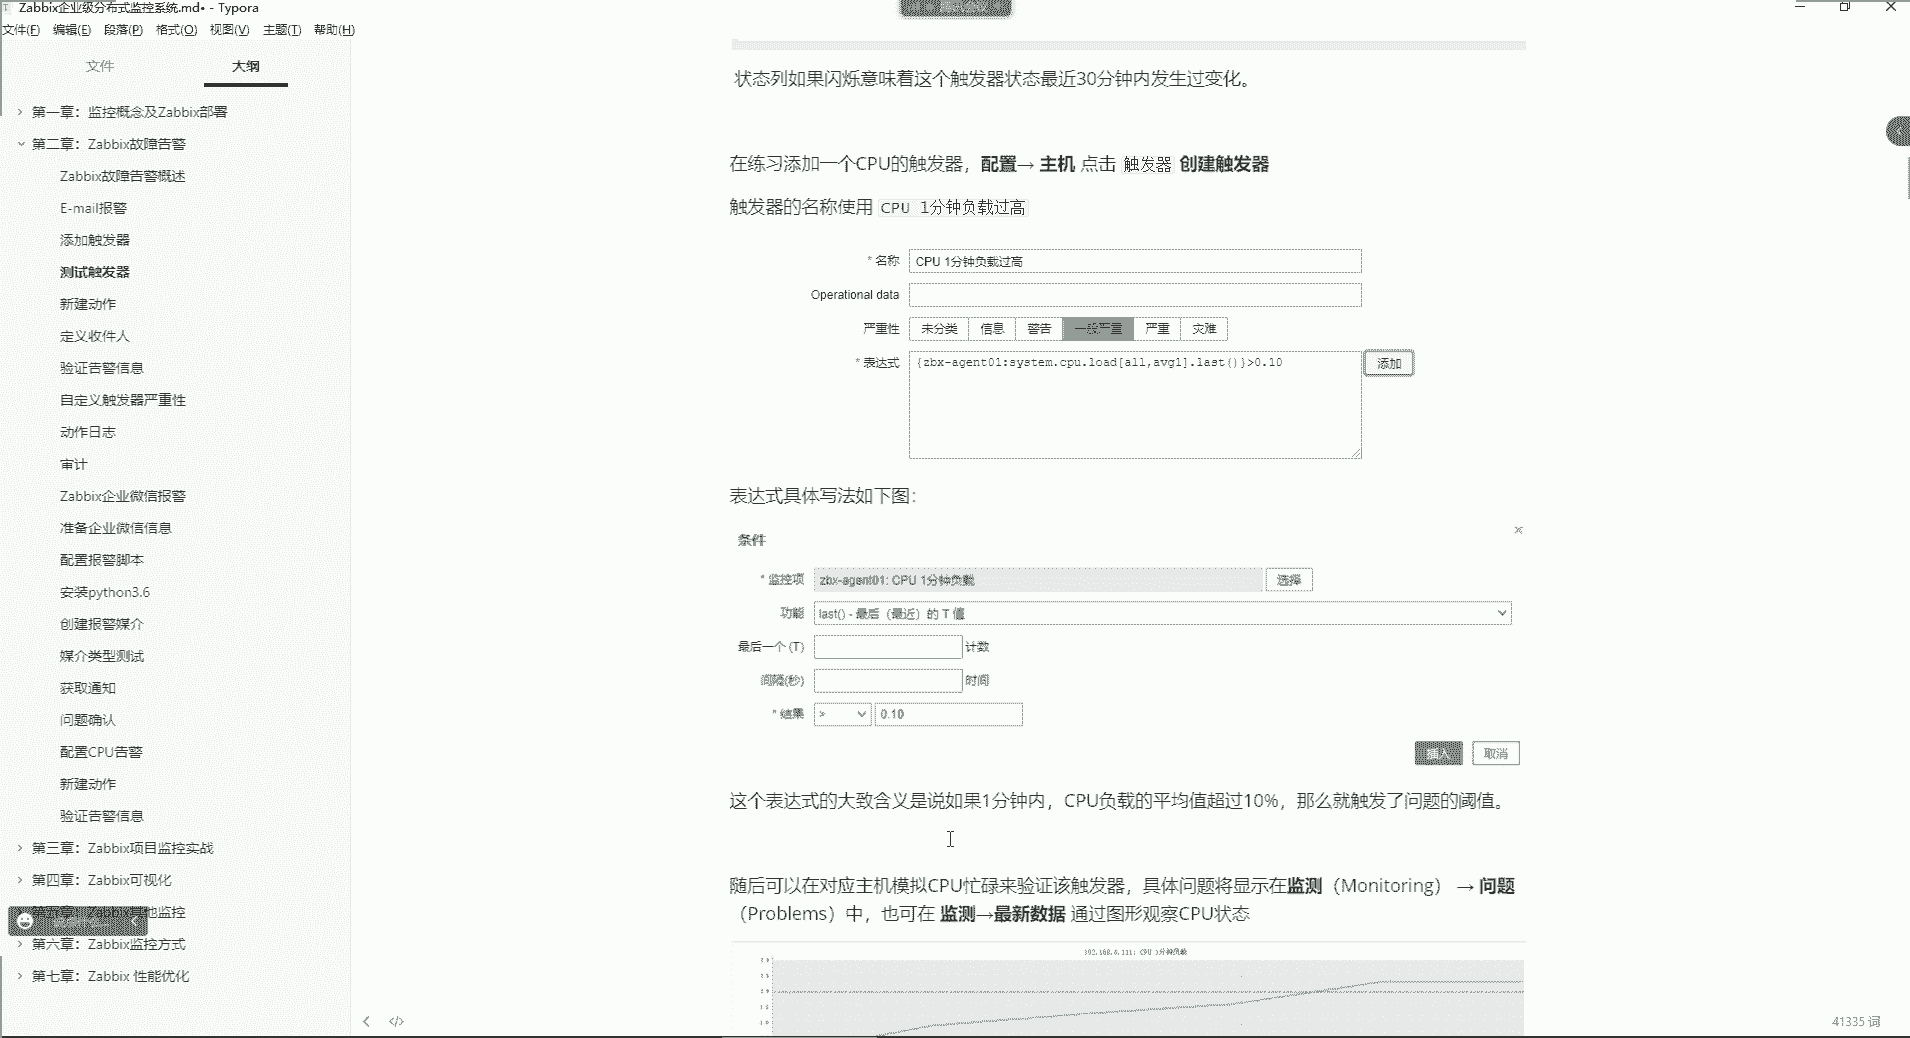 Zabbix企业级分布式监控系统.md• - Typora
文件(F) 编辑(E) 段落(P) 格式(O) 视图(V) 主题(T) 帮助(H)
文件 大纲
第一章：监控概念及Zabbix部署
第二章：Zabbix故障告警
Zabbix故障告警概述
E-mail报警
添加触发器
测试触发器
新建动作
定义收件人
验证告警信息
自定义触发器严重性
动作日志
审计
Zabbix企业微信报警
准备企业微信信息
配置报警脚本
安装python3.6
创建报警媒介
媒介类型测试
获取通知
问题确认
配置CPU告警
新建动作
验证告警信息
第三章：Zabbix项目监控实战
第四章：Zabbix可视化
第五章：Zabbix其他监控
第六章：Zabbix监控方式
第七章：Zabbix 性能优化
状态列如果闪烁意味着这个触发器状态最近30分钟内发生过变化。
在练习添加一个CPU的触发器，配置→ 主机 点击 触发器 创建触发器
触发器的名称使用 CPU 1分钟负载过高
* 名称 CPU 1分钟负载过高
Operational data
严重性 未分类 信息 警告 一般严重 严重 灾难
* 表达式 {zbx-agent01:system.cpu.load[all,avg1].last()}>0.10 添加
表达式具体写法如下图：
条件
* 监控项 zbx-agent01: CPU 1分钟负载 选择
功能 last() - 最后（最近）的 T 值
最后一个 (T) 计数
间隔(秒) 时间
* 结果 > 0.10
插入 取消
这个表达式的大致含义是说如果1分钟内，CPU负载的平均值超过10%，那么就触发了问题的阈值。
随后可以在对应主机模拟CPU忙碌来验证该触发器，具体问题将显示在监测（Monitoring） → 问题
（Problems）中，也可在 监测→最新数据 通过图形观察CPU状态
CPU 1分钟负载
41335 词